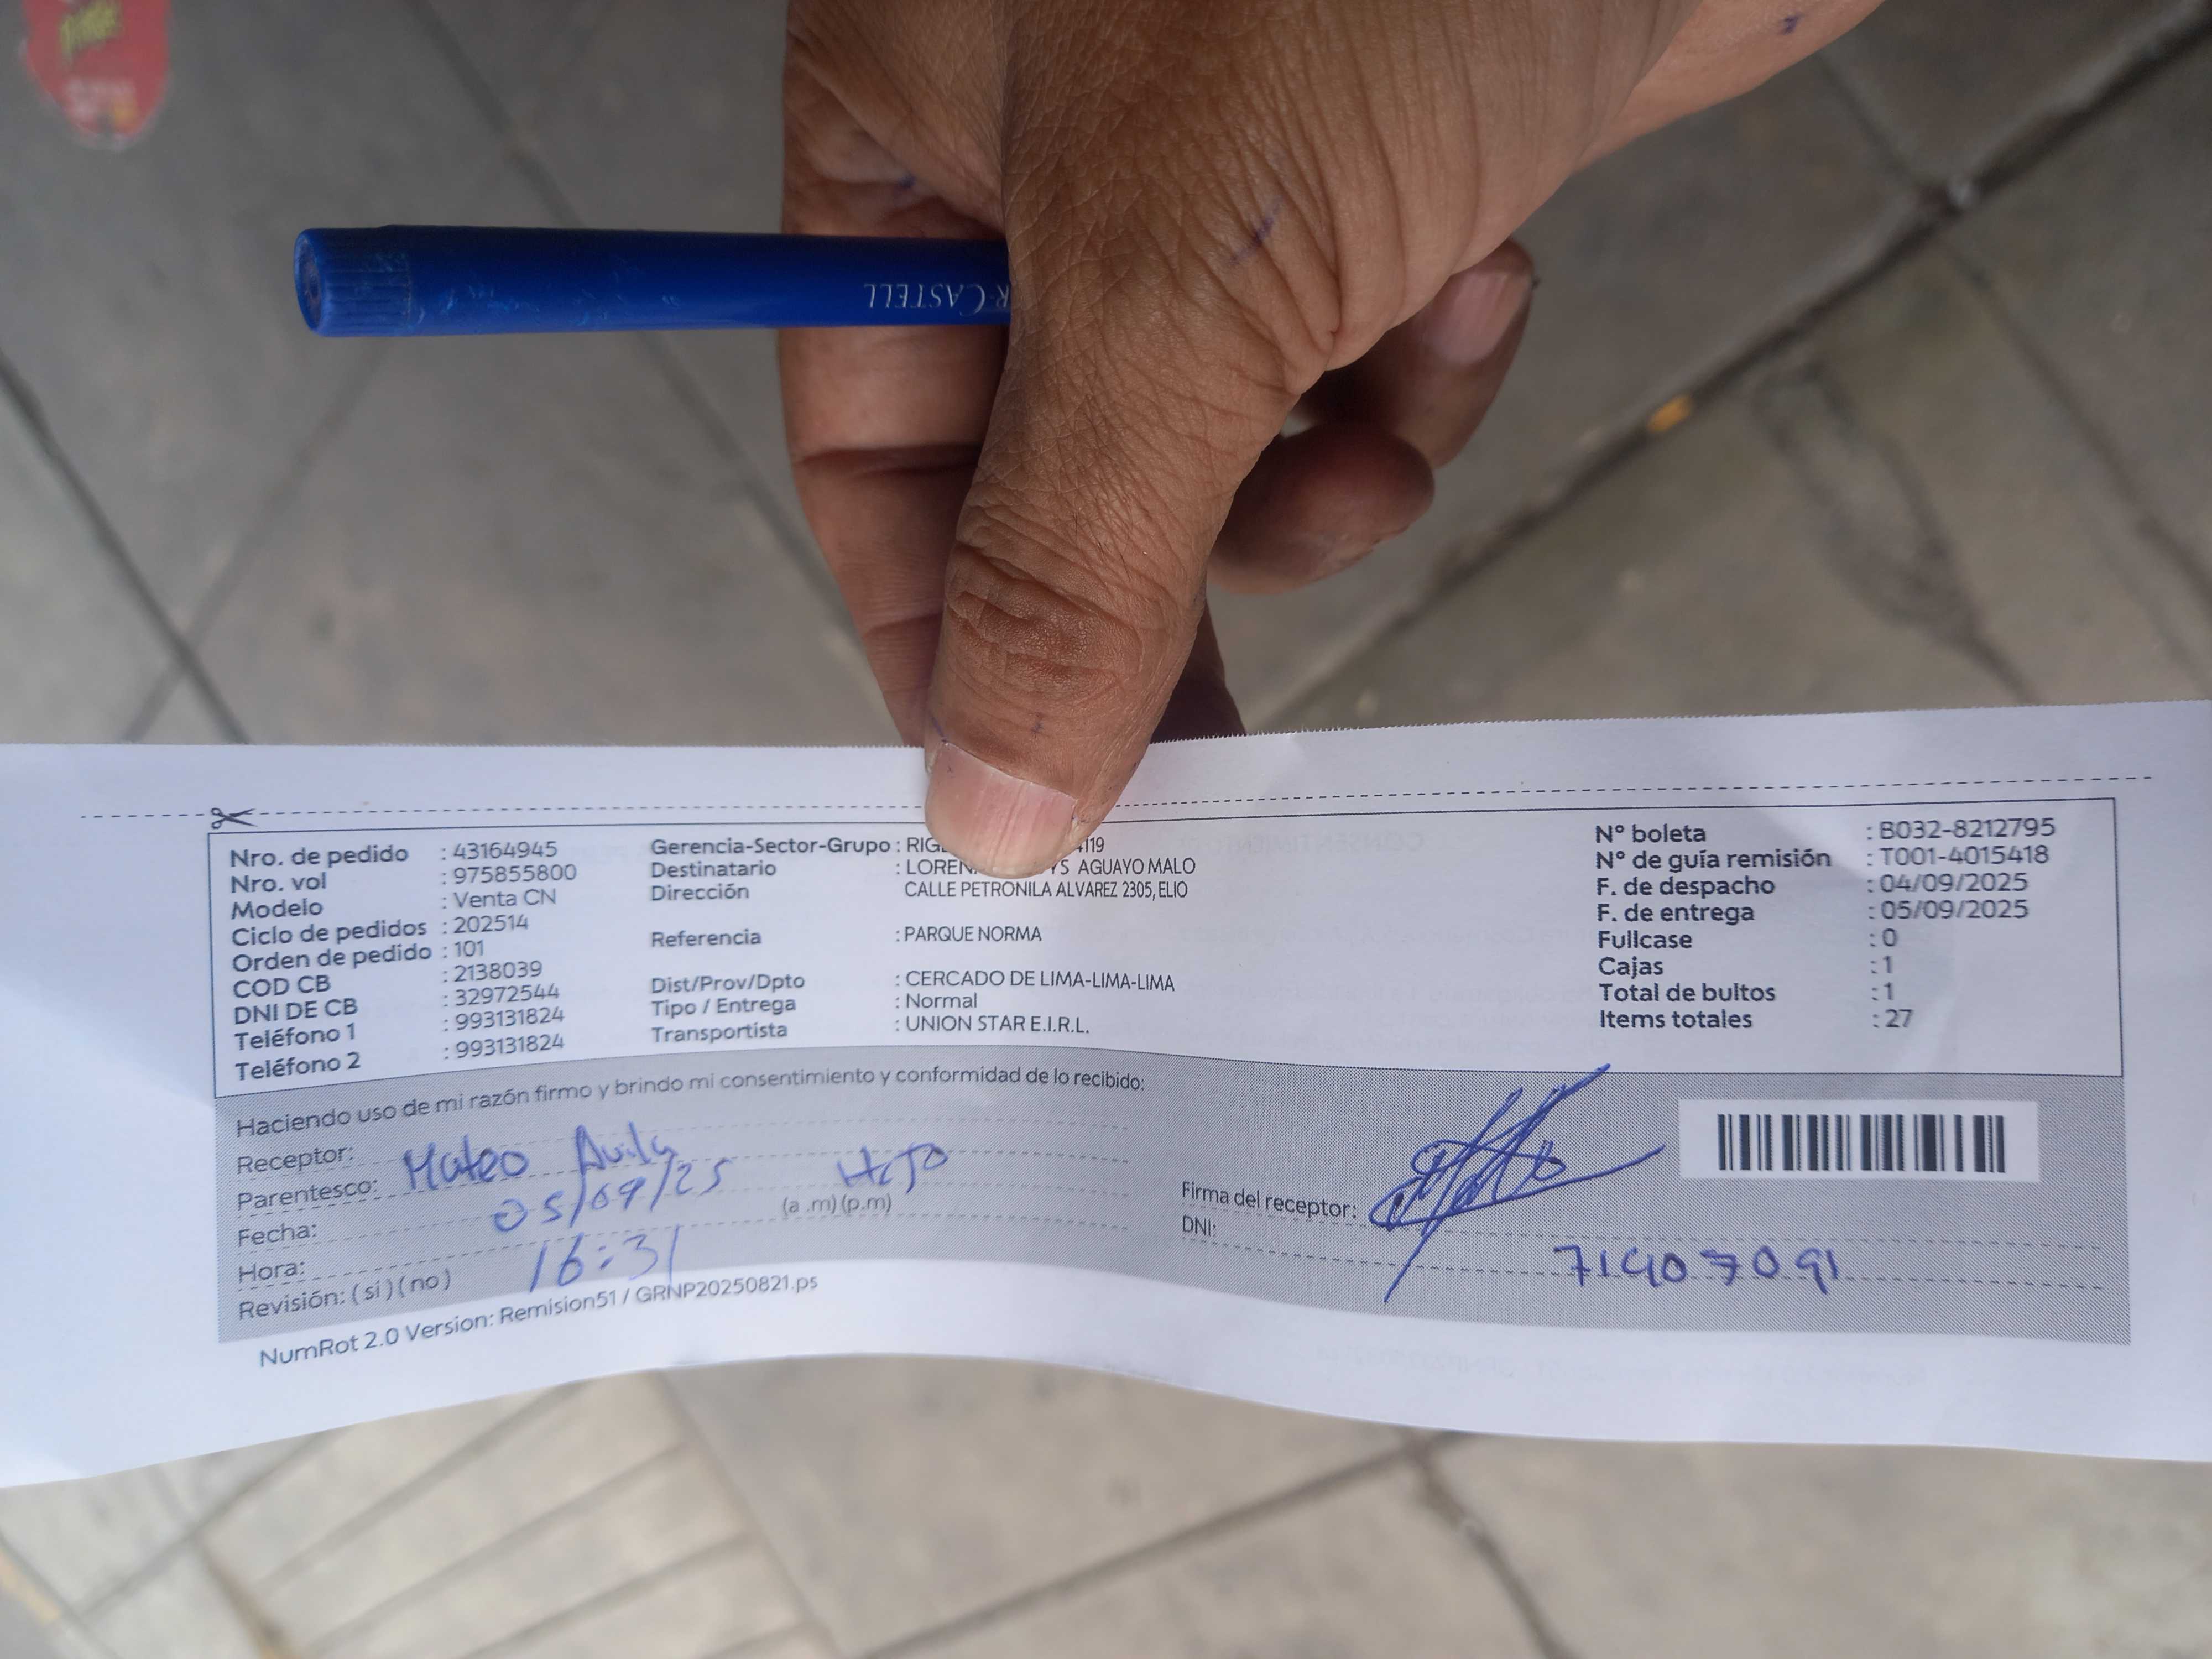 R-CASTELL
Nro. de pedido : 43164945
Nro. vol : 975855800
Modelo : Venta CN
Ciclo de pedidos : 202514
Orden de pedido : 101
COD CB : 2138039
DNI DE CB : 32972544
Teléfono 1 : 993131824
Teléfono 2 : 993131824
Gerencia-Sector-Grupo :
Destinatario : AGUAYO MALO
Dirección CALLE PETRONILA ALVAREZ 2305, ELIO
Referencia : PARQUE NORMA
Dist/Prov/Dpto : CERCADO DE LIMA-LIMA-LIMA
Tipo / Entrega : Normal
Transportista : UNION STAR E.I.R.L.
N° boleta : B032-8212795
N° de guía remisión : T001-4015418
F. de despacho : 04/09/2025
F. de entrega : 05/09/2025
Fullcase : 0
Cajas : 1
Total de bultos : 1
Items totales : 27
Haciendo uso de mi razón firmo y brindo mi consentimiento y conformidad de lo recibido:
Receptor: Mateo Avila
Parentesco: HIJO
Fecha: 05/09/25 (a .m) (p.m)
Hora: 16:31
Revisión: ( si ) ( no )
Firma del receptor:
DNI: 71407091
NumRot 2.0 Version: Remision51 / GRNP20250821.ps